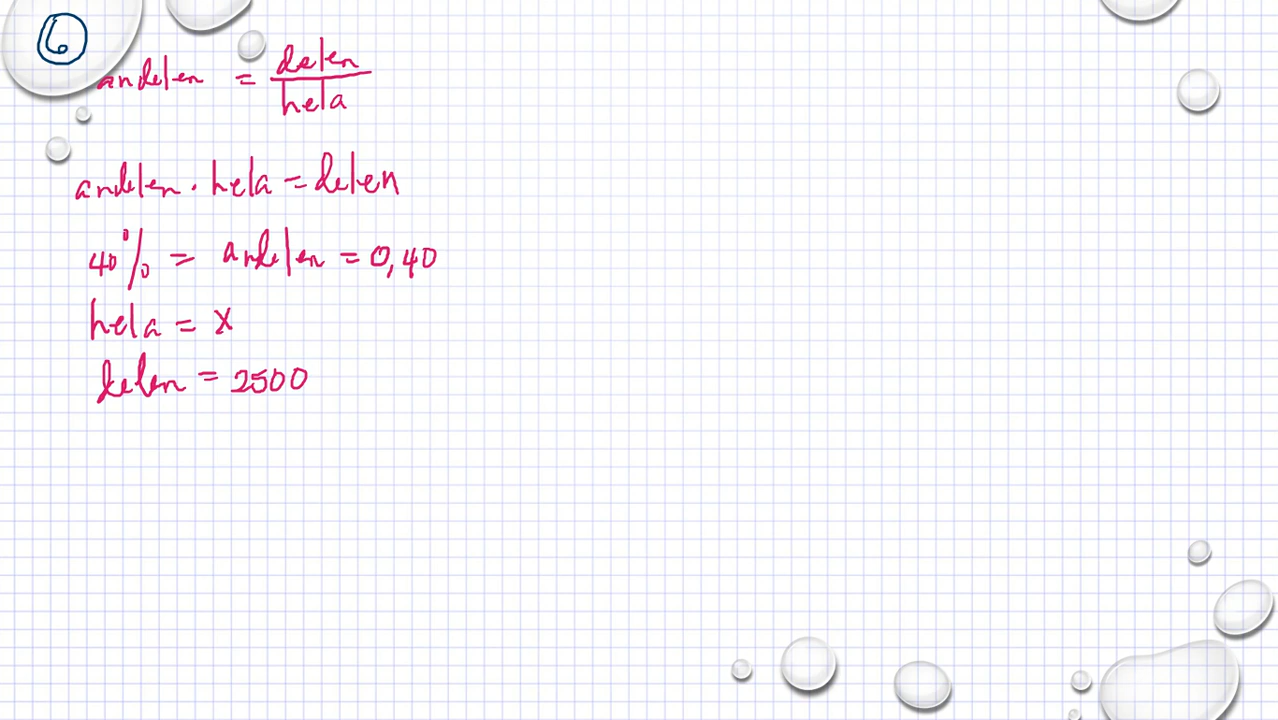 6
andelen = delen / hela
andelen · hela = delen
40% = andelen = 0,40
hela = x
delen = 2500